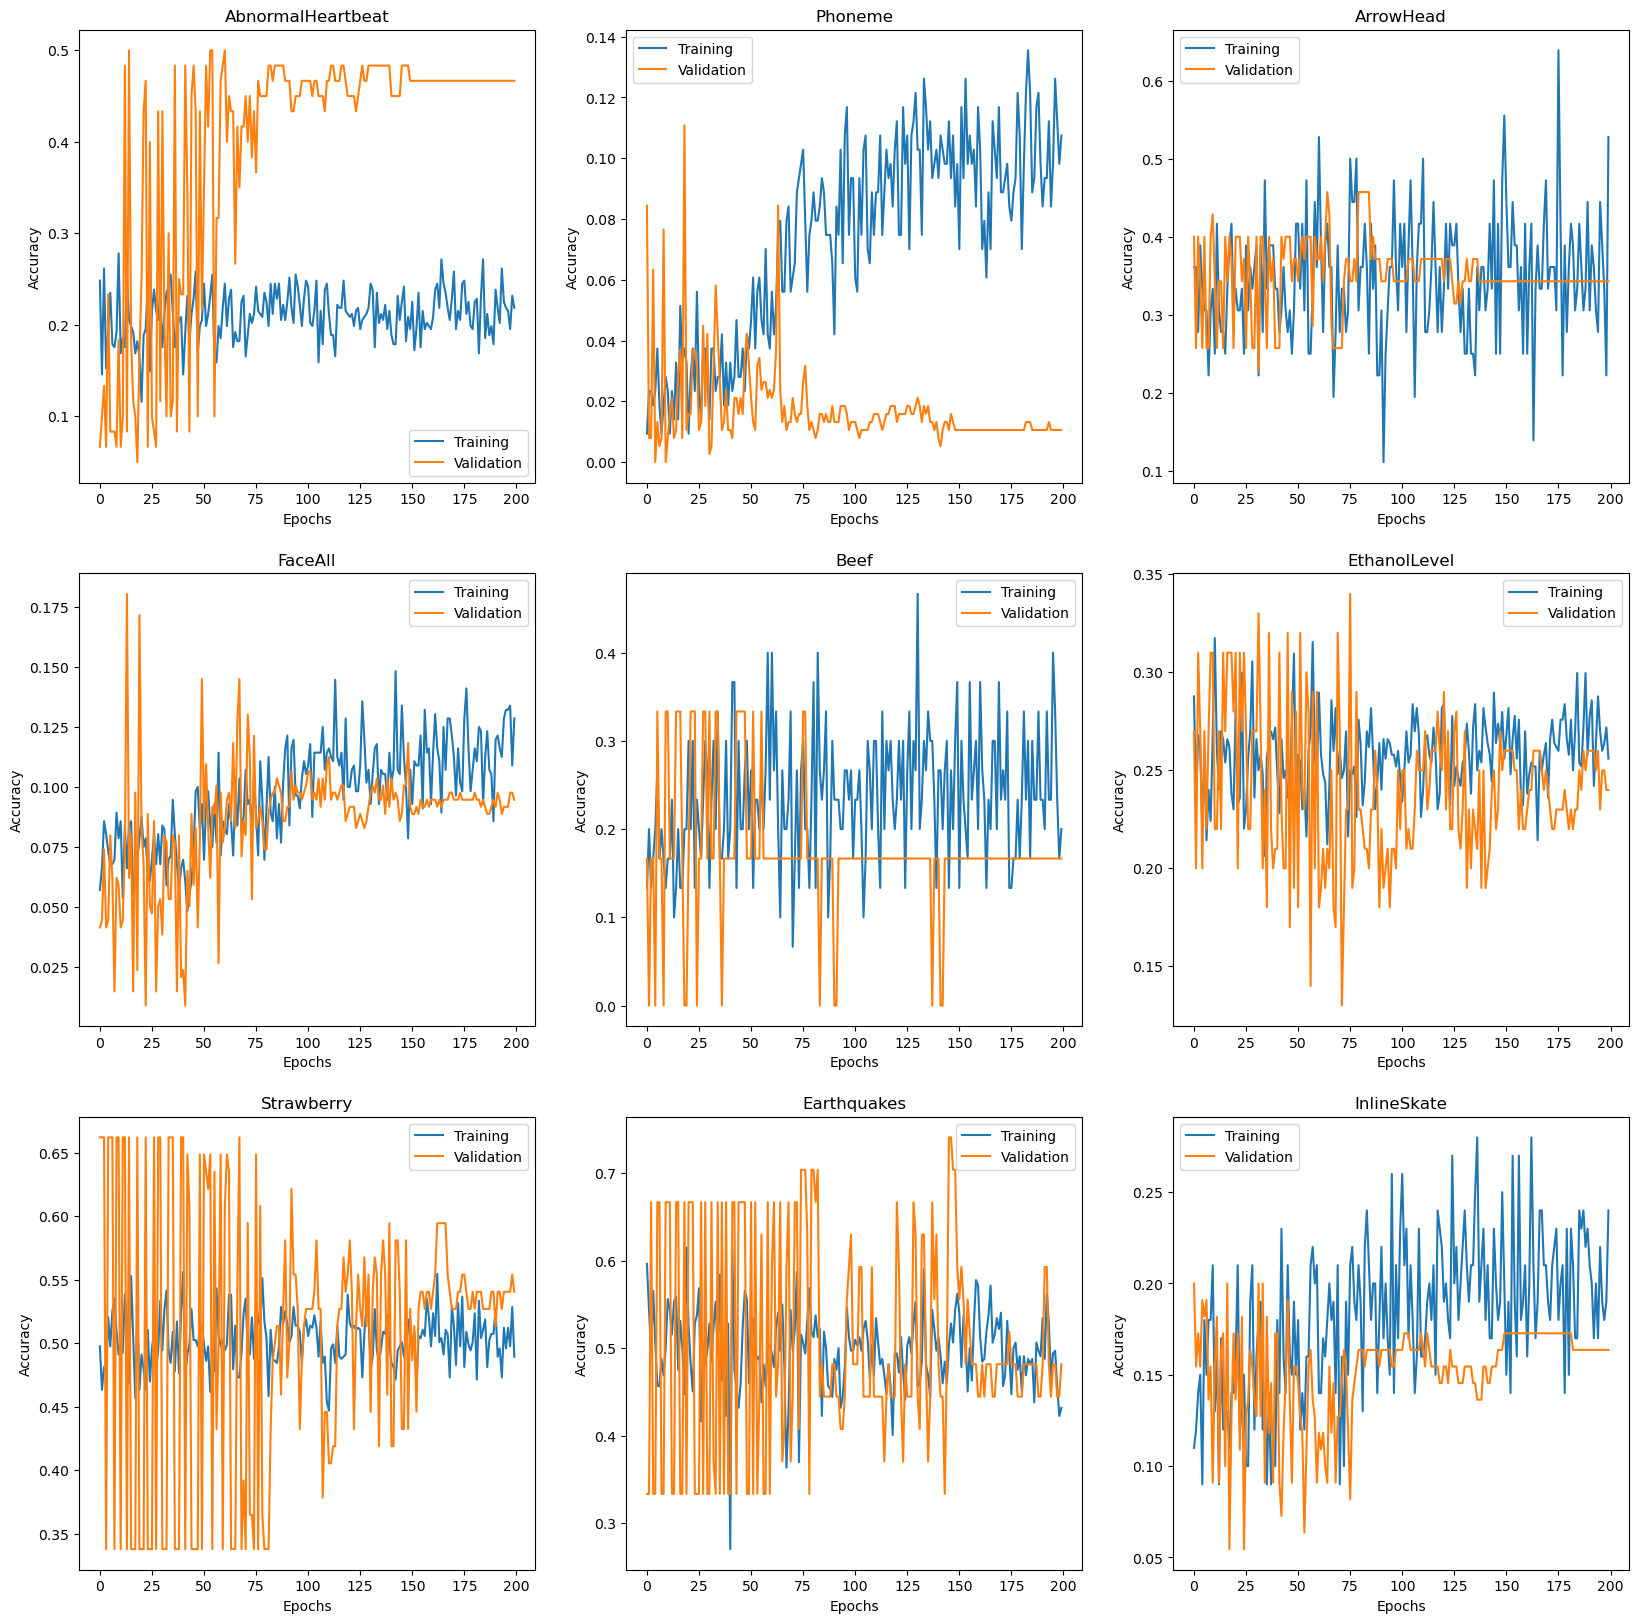 AbnormalHeartbeat
0.5
0.4
0.3
0.2
0.1
Accuracy
Training
Validation
0 25 50 75 100 125 150 175 200
Epochs
Phoneme
0.14
0.12
0.10
0.08
0.06
0.04
0.02
0.00
Accuracy
Training
Validation
0 25 50 75 100 125 150 175 200
Epochs
ArrowHead
0.6
0.5
0.4
0.3
0.2
0.1
Accuracy
Training
Validation
0 25 50 75 100 125 150 175 200
Epochs
FaceAll
0.175
0.150
0.125
0.100
0.075
0.050
0.025
Accuracy
Training
Validation
0 25 50 75 100 125 150 175 200
Epochs
Beef
0.4
0.3
0.2
0.1
0.0
Accuracy
Training
Validation
0 25 50 75 100 125 150 175 200
Epochs
EthanolLevel
0.35
0.30
0.25
0.20
0.15
Accuracy
Training
Validation
0 25 50 75 100 125 150 175 200
Epochs
Strawberry
0.65
0.60
0.55
0.50
0.45
0.40
0.35
Accuracy
Training
Validation
0 25 50 75 100 125 150 175 200
Epochs
Earthquakes
0.7
0.6
0.5
0.4
0.3
Accuracy
Training
Validation
0 25 50 75 100 125 150 175 200
Epochs
InlineSkate
0.25
0.20
0.15
0.10
0.05
Accuracy
Training
Validation
0 25 50 75 100 125 150 175 200
Epochs